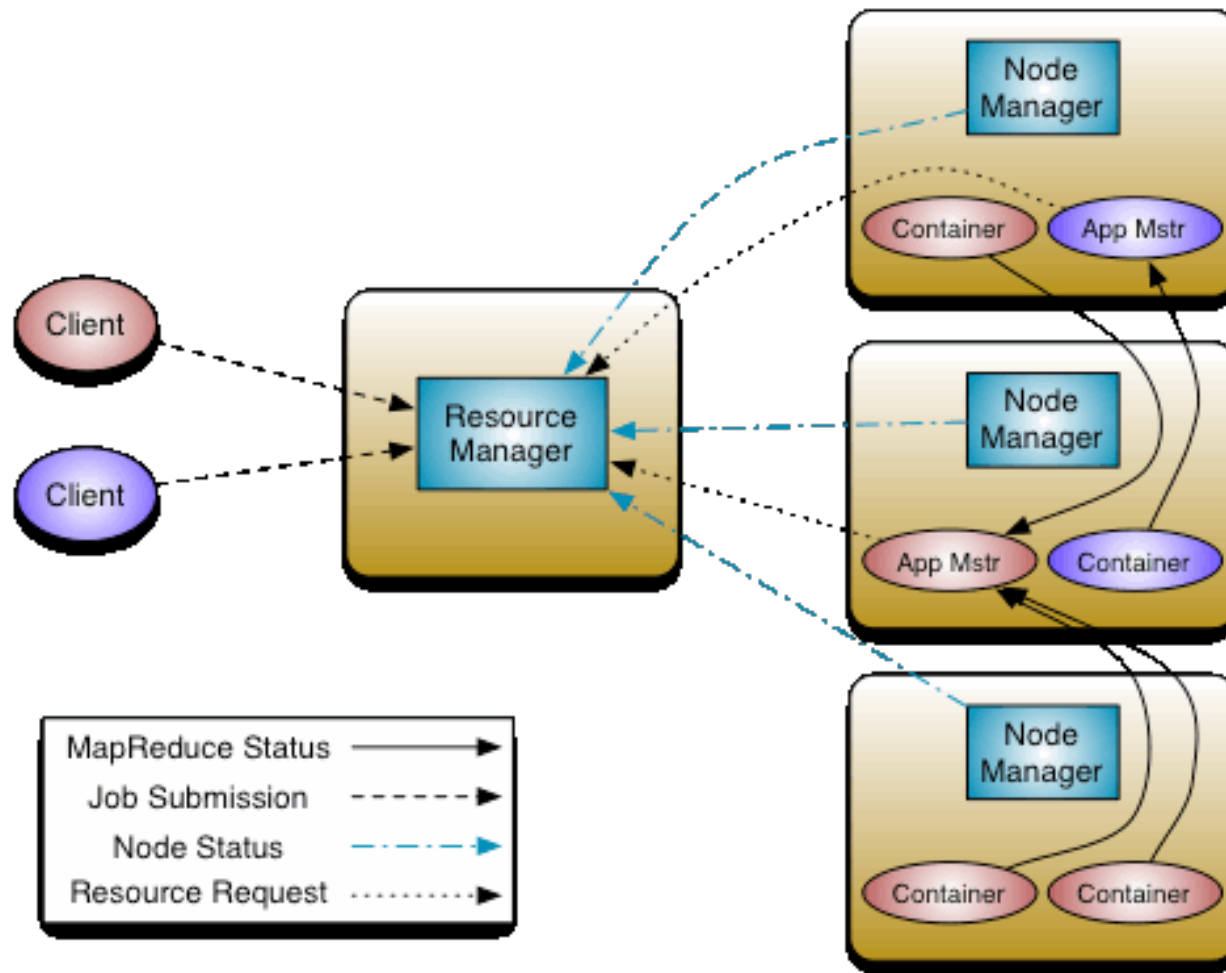 Client
Client
Resource
Manager
Node
Manager
Container
App Mstr
Node
Manager
App Mstr
Container
Node
Manager
Container
Container
MapReduce Status
Job Submission
Node Status
Resource Request